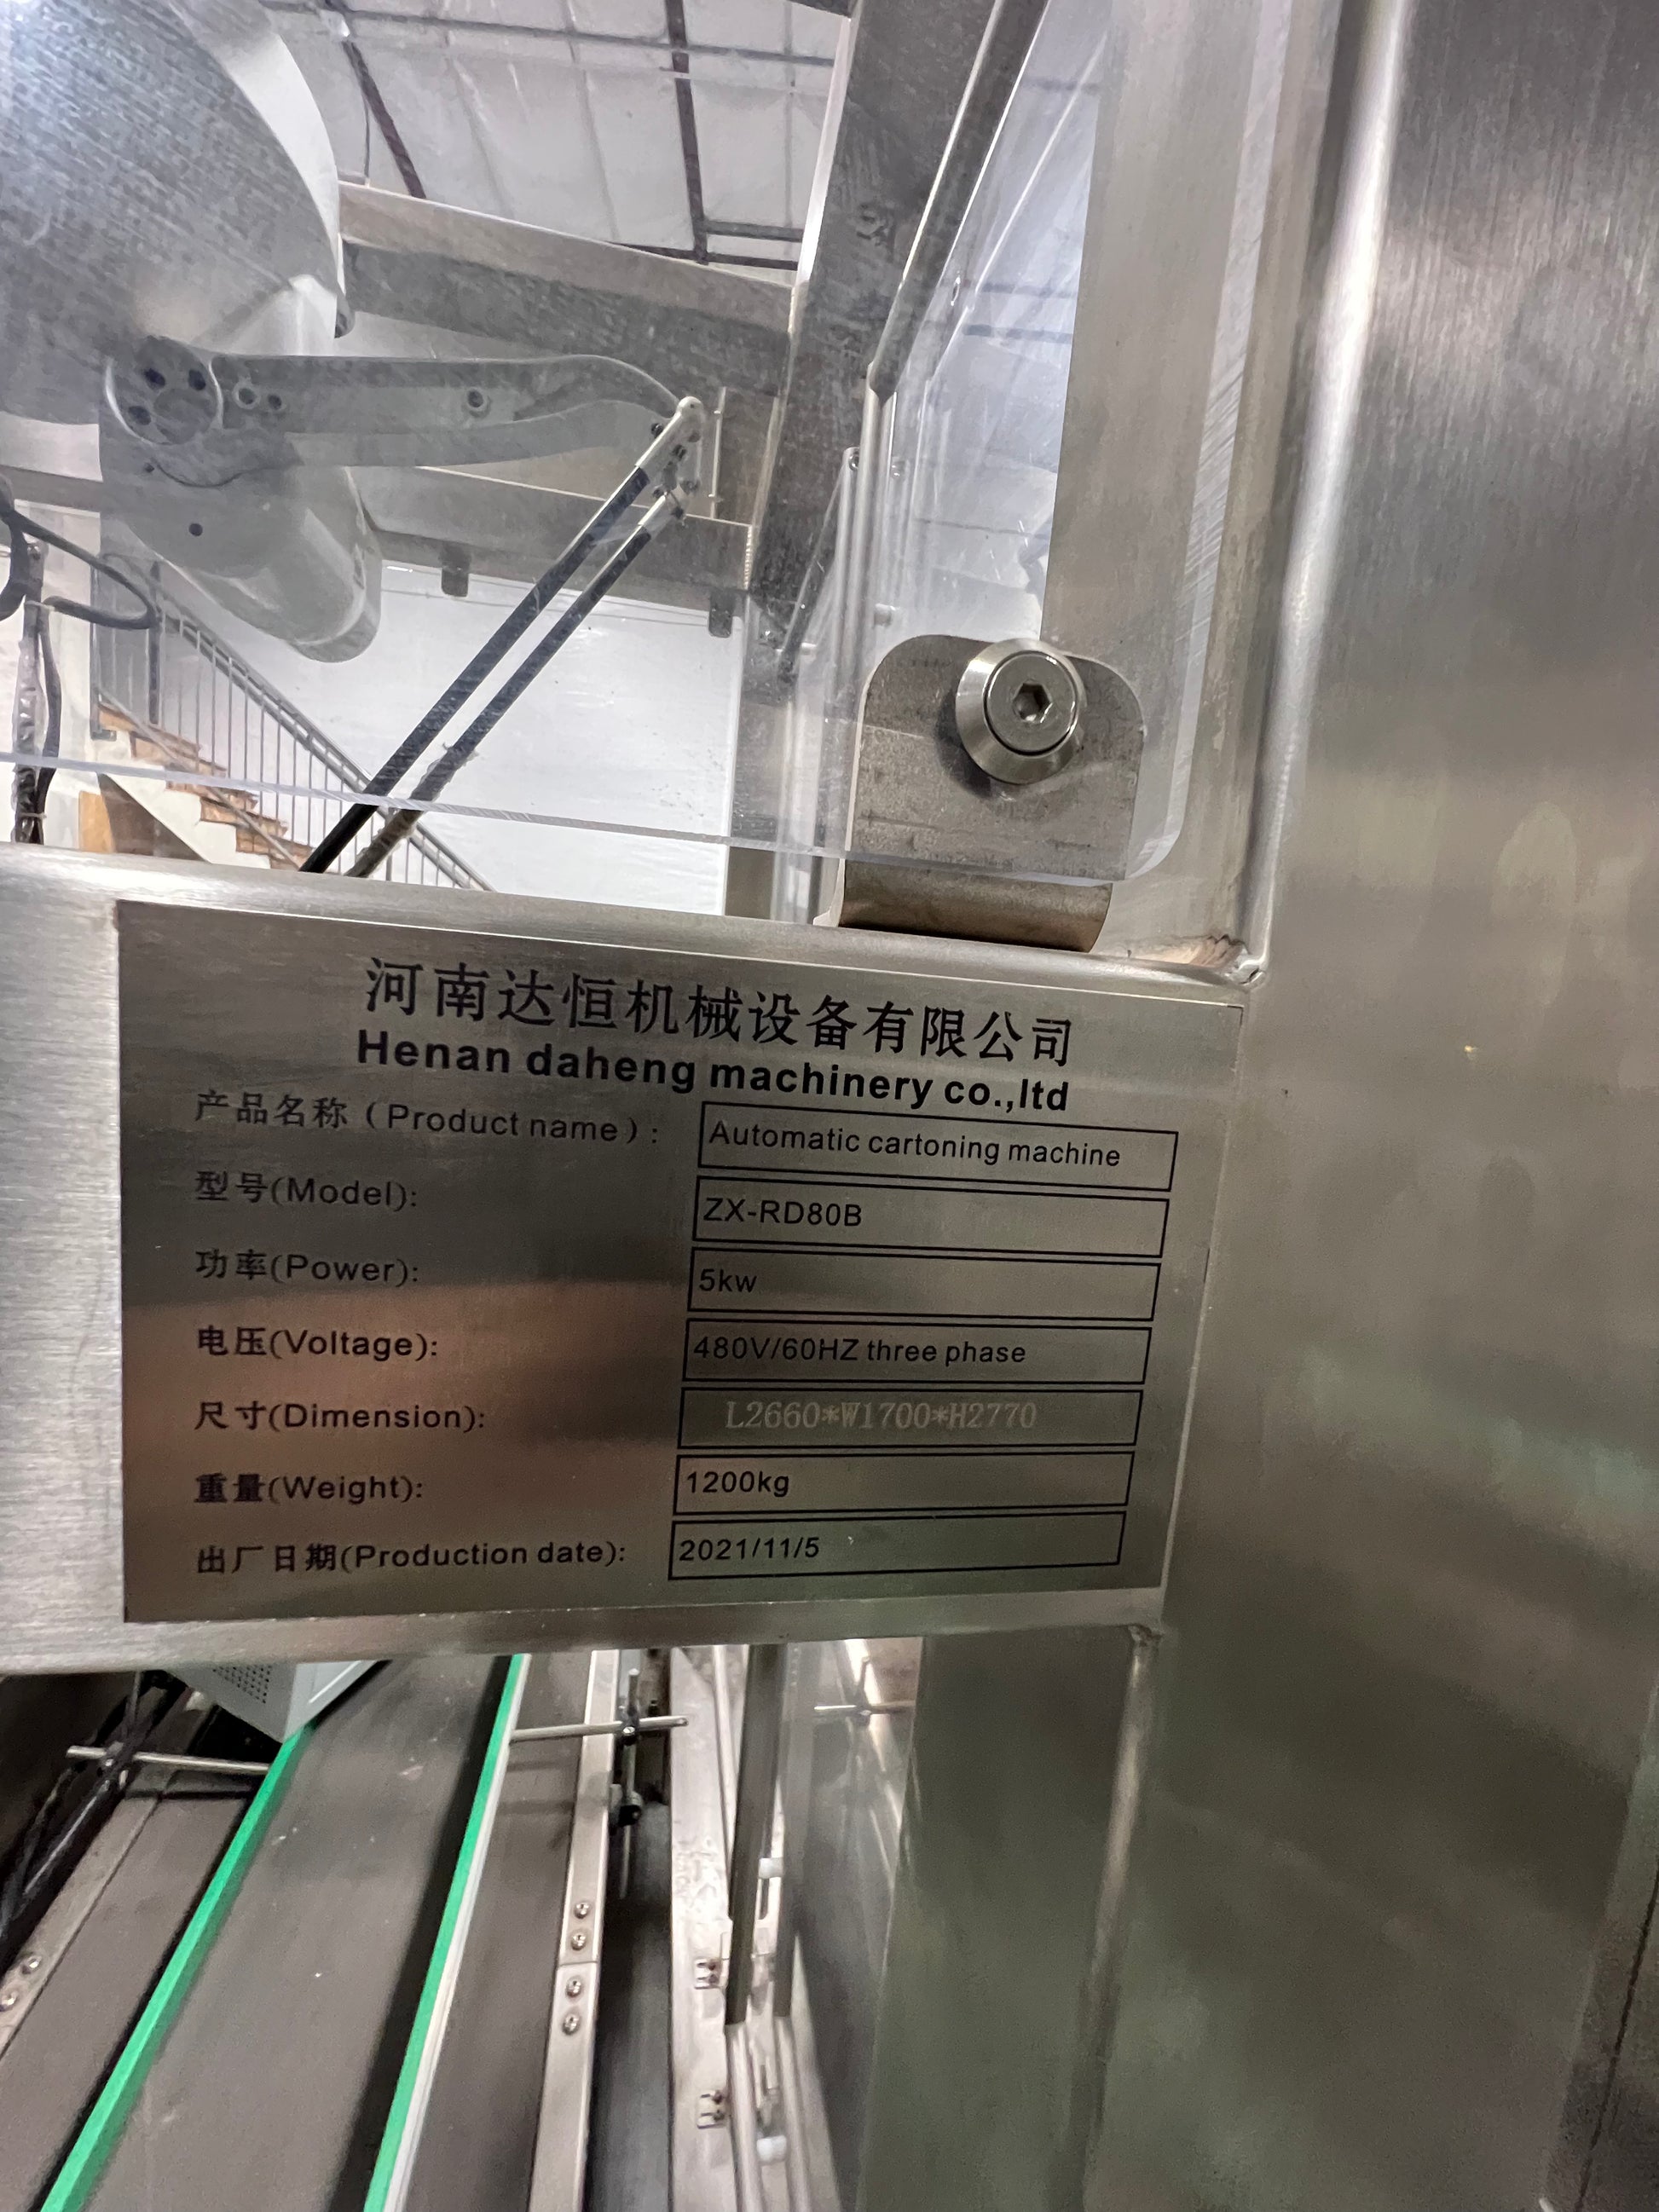 河南达恒机械设备有限公司
Henan daheng machinery co.,ltd
产品名称（Product name）: Automatic cartoning machine
型号(Model): ZX-RD80B
功率(Power): 5kw
电压(Voltage): 480V/60HZ three phase
尺寸(Dimension): L2660*W1700*H2770
重量(Weight): 1200kg
出厂日期(Production date): 2021/11/5